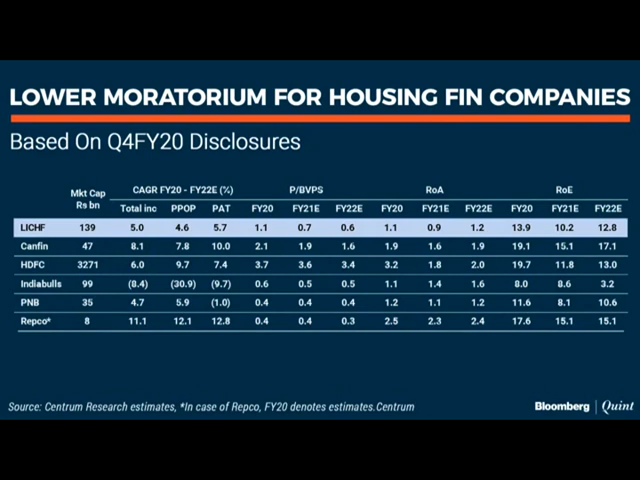 LOWER MORATORIUM FOR HOUSING FIN COMPANIES
Based On Q4FY20 Disclosures
Mkt Cap Rs bn CAGR FY20 - FY22E (%) P/BVPS RoA RoE
Total inc PPOP PAT FY20 FY21E FY22E FY20 FY21E FY22E FY20 FY21E FY22E
LICHF 139 5.0 4.6 5.7 1.1 0.7 0.6 1.1 0.9 1.2 13.9 10.2 12.8
Canfin 47 8.1 7.8 10.0 2.1 1.9 1.6 1.9 1.6 1.9 19.1 15.1 17.1
HDFC 3271 6.0 9.7 7.4 3.7 3.6 3.4 3.2 1.8 2.0 19.7 11.8 13.0
Indiabulls 99 (8.4) (30.9) (9.7) 0.6 0.5 0.5 1.1 1.4 1.6 8.0 8.6 3.2
PNB 35 4.7 5.9 (1.0) 0.4 0.4 0.4 1.2 1.1 1.2 11.6 8.1 10.6
Repco* 8 11.1 12.1 12.8 0.4 0.4 0.3 2.5 2.3 2.4 17.6 15.1 15.1
Source: Centrum Research estimates, *In case of Repco, FY20 denotes estimates.Centrum
Bloomberg | Quint